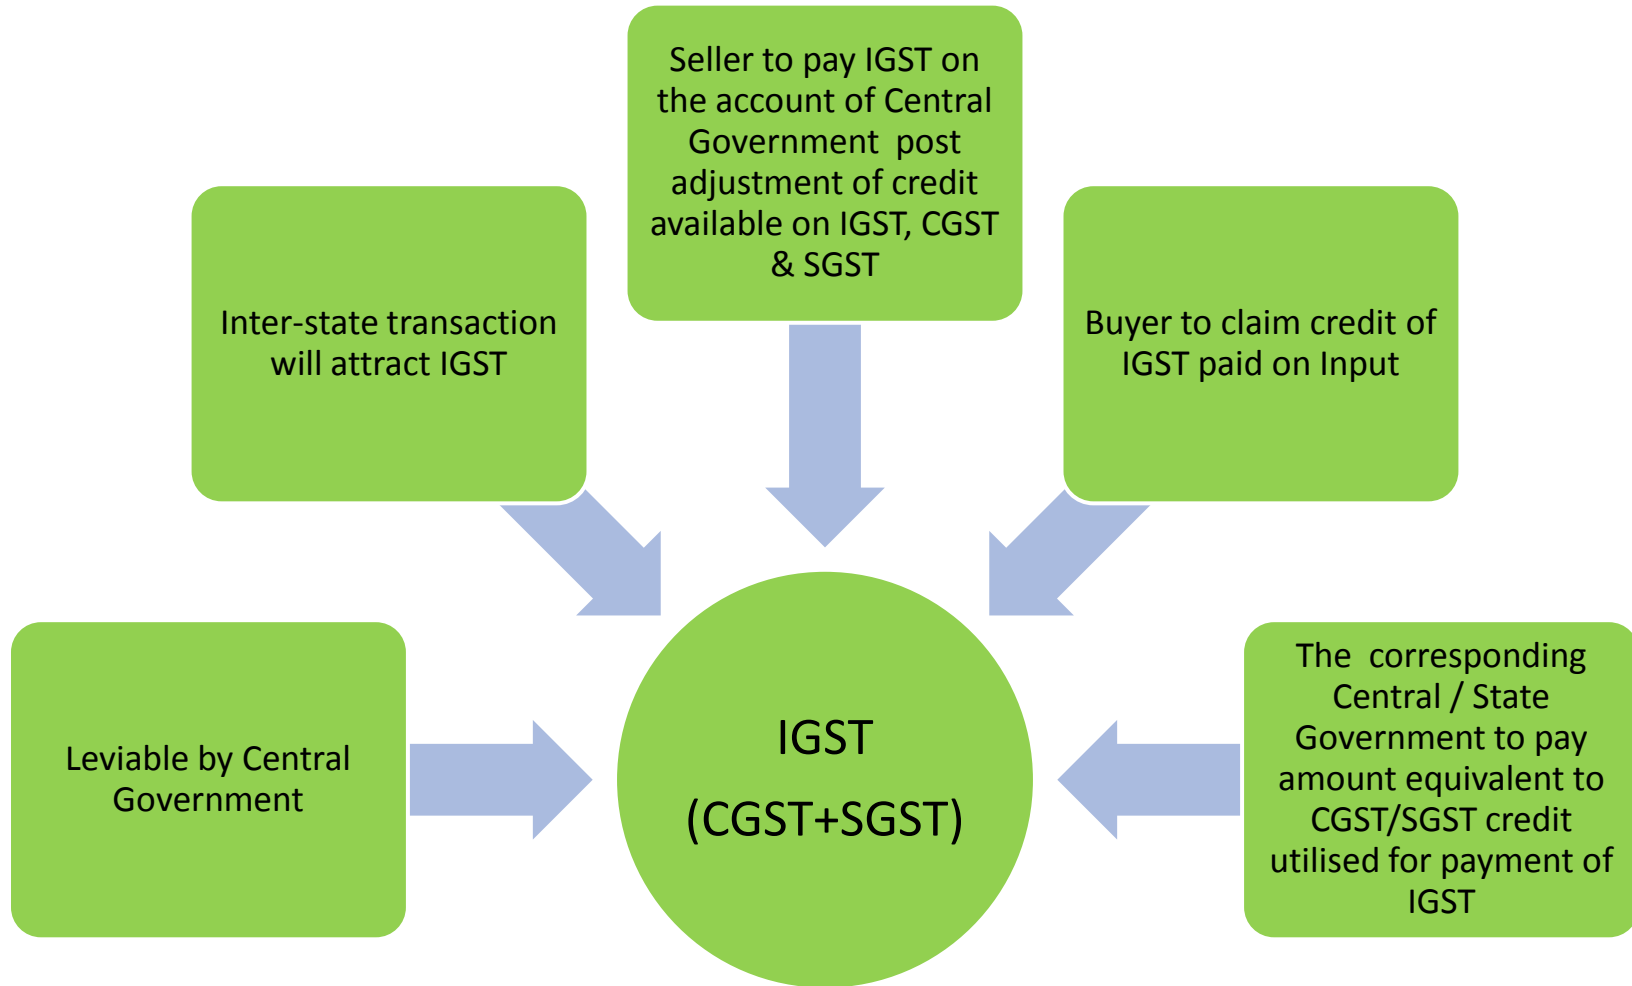 Seller to pay IGST on
the account of Central
Government post
adjustment of credit
available on IGST, CGST
& SGST
Inter-state transaction
will attract IGST
Buyer to claim credit of
IGST paid on Input
Leviable by Central
Government
IGST
(CGST+SGST)
The corresponding
Central / State
Government to pay
amount equivalent to
CGST/SGST credit
utilised for payment of
IGST